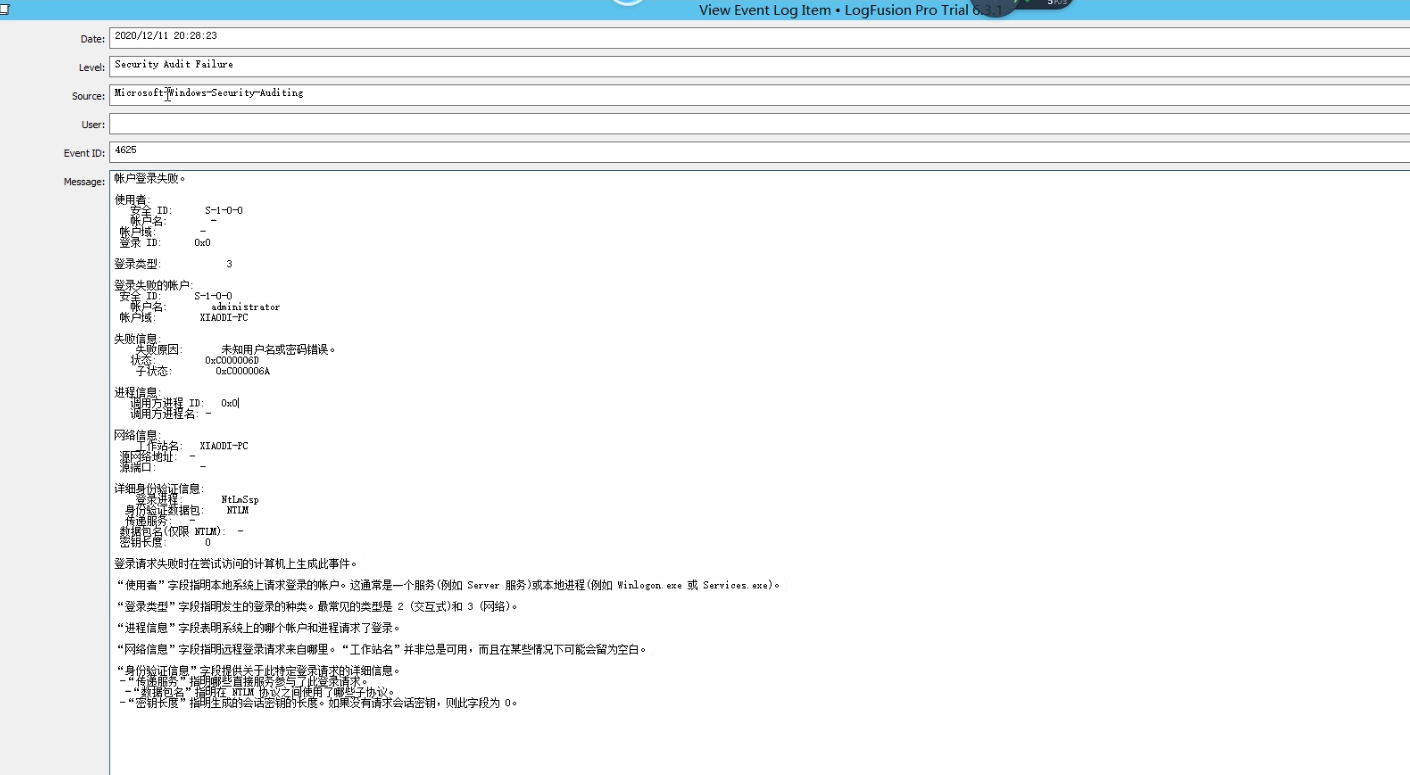 View Event Log Item • LogFusion Pro Trial 6.3.1
Date: 2020/12/11 20:28:23
Level: Security Audit Failure
Source: Microsoft-Windows-Security-Auditing
User:
Event ID: 4625
Message: 帐户登录失败。
使用者:
安全 ID: S-1-0-0
帐户名: -
帐户域: -
登录 ID: 0x0
登录类型: 3
登录失败的帐户:
安全 ID: S-1-0-0
帐户名: administrator
帐户域: XIAODI-PC
失败信息:
失败原因: 未知用户名或密码错误。
状态: 0xC000006D
子状态: 0xC000006A
进程信息:
调用方进程 ID: 0x0
调用方进程名: -
网络信息:
工作站名: XIAODI-PC
源网络地址: -
源端口: -
详细身份验证信息:
登录进程: NtLmSsp
身份验证数据包: NTLM
传递服务: -
数据包名(仅限 NTLM): -
密钥长度: 0
登录请求失败时在尝试访问的计算机上生成此事件。
“使用者”字段指明本地系统上请求登录的帐户。这通常是一个服务(例如 Server 服务)或本地进程(例如 Winlogon.exe 或 Services.exe)。
“登录类型”字段指明发生的登录的种类。最常见的类型是 2 (交互式)和 3 (网络)。
“进程信息”字段表明系统上的哪个帐户和进程请求了登录。
“网络信息”字段指明远程登录请求来自哪里。“工作站名”并非总是可用，而且在某些情况下可能会留为空白。
“身份验证信息”字段提供关于此特定登录请求的详细信息。
-“传递服务”指明哪些直接服务参与了此登录请求。
-“数据包名”指明在 NTLM 协议之间使用了哪些子协议。
-“密钥长度”指明生成的会话密钥的长度。如果没有请求会话密钥，则此字段为 0。